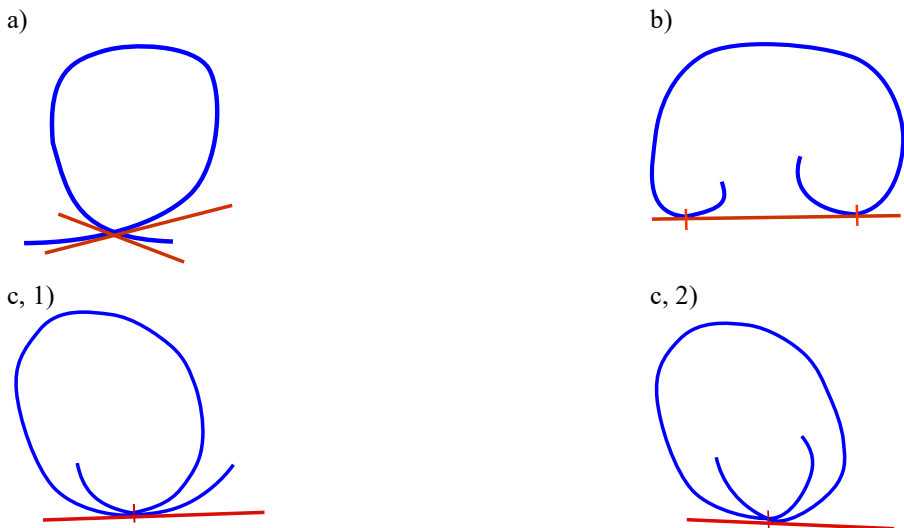 a)
b)
c, 1)
c, 2)